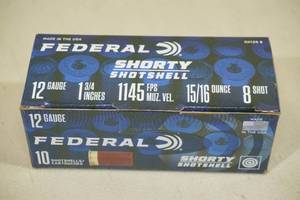 MADE IN THE USA
FEDERAL
SHORTY
SHOTSHELL
12 GAUGE
1 3/4 INCHES
1145 FPS MUZ. VEL.
15/16 OUNCE
8 SHOT
12 GAUGE
FEDERAL
SHORTY
SHOTSHELL
10